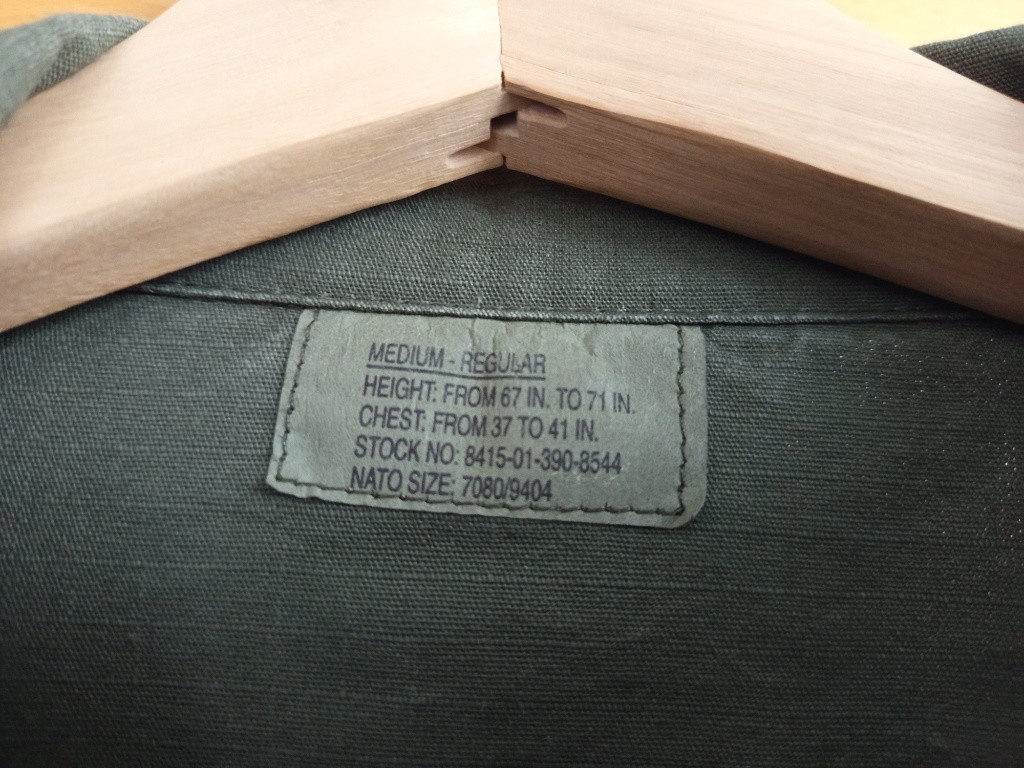 MEDIUM - REGULAR
HEIGHT: FROM 67 IN. TO 71 IN.
CHEST: FROM 37 TO 41 IN.
STOCK NO: 8415-01-390-8544
NATO SIZE: 7080/9404